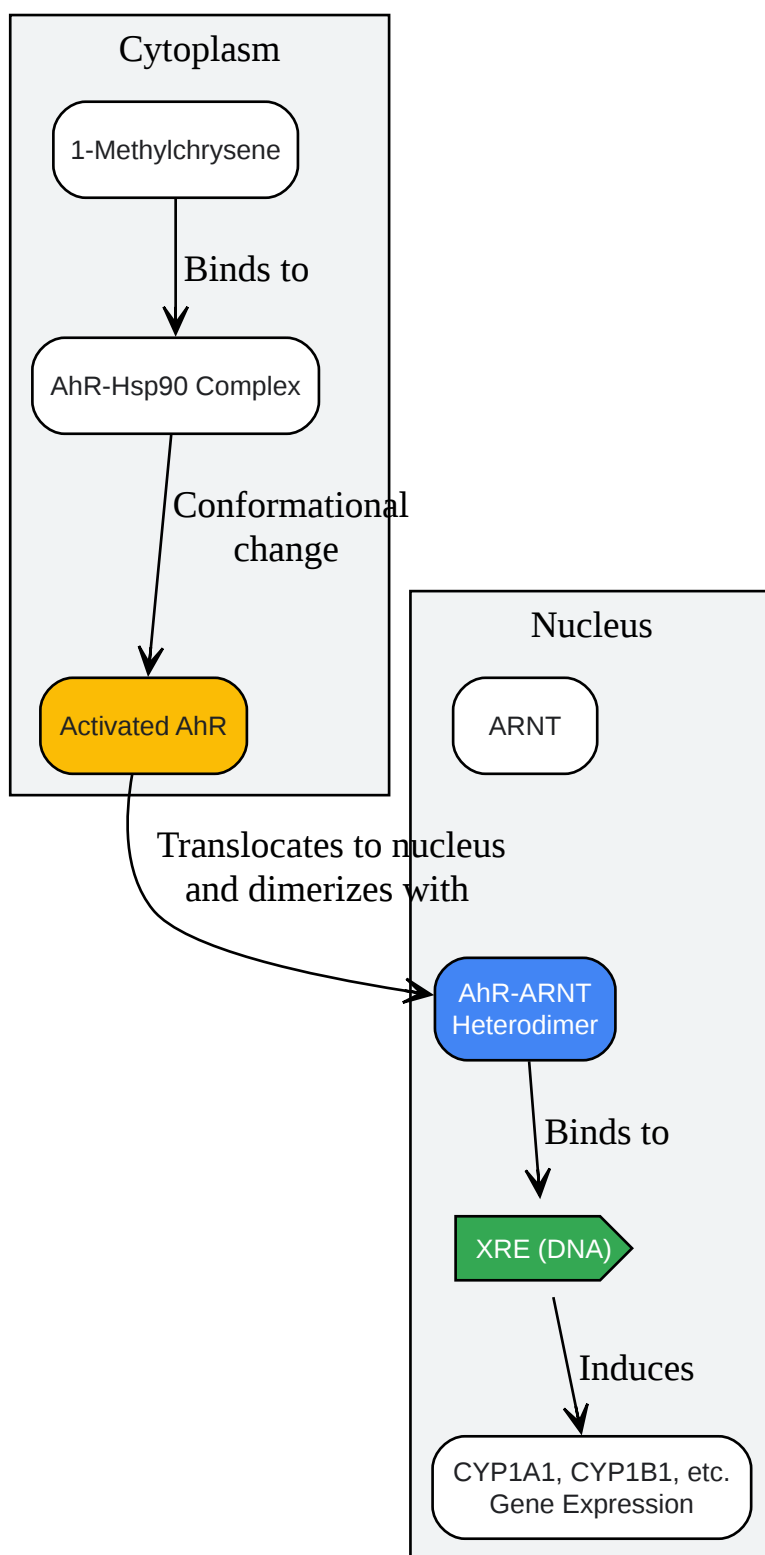 Cytoplasm
1-Methylchrysene
Binds to
AhR-Hsp90 Complex
Conformational
change
Activated AhR
Nucleus
ARNT
Translocates to nucleus
and dimerizes with
AhR-ARNT
Heterodimer
Binds to
XRE (DNA)
Induces
CYP1A1, CYP1B1, etc.
Gene Expression